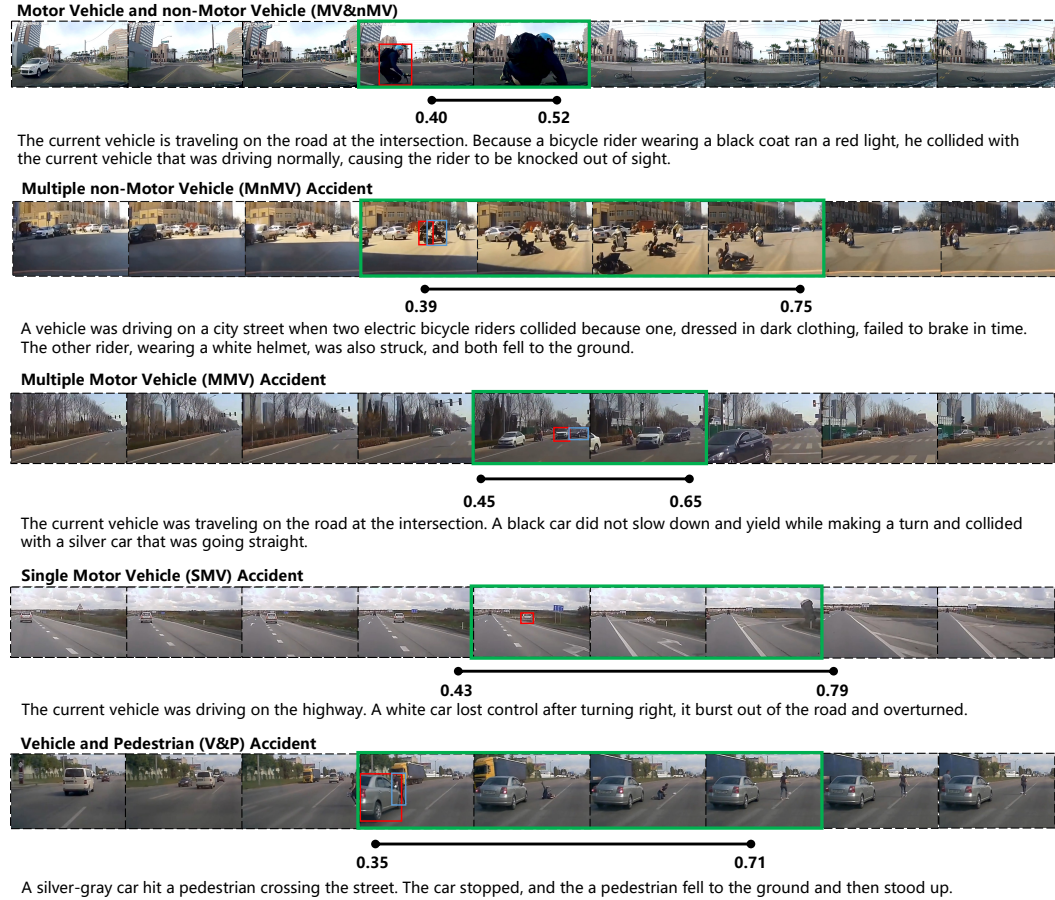 Motor Vehicle and non-Motor Vehicle (MV&nMV)
0.40 0.52
The current vehicle is traveling on the road at the intersection. Because a bicycle rider wearing a black coat ran a red light, he collided with
the current vehicle that was driving normally, causing the rider to be knocked out of sight.
Multiple non-Motor Vehicle (MnMV) Accident
0.39 0.75
A vehicle was driving on a city street when two electric bicycle riders collided because one, dressed in dark clothing, failed to brake in time.
The other rider, wearing a white helmet, was also struck, and both fell to the ground.
Multiple Motor Vehicle (MMV) Accident
0.45 0.65
The current vehicle was traveling on the road at the intersection. A black car did not slow down and yield while making a turn and collided
with a silver car that was going straight.
Single Motor Vehicle (SMV) Accident
0.43 0.79
The current vehicle was driving on the highway. A white car lost control after turning right, it burst out of the road and overturned.
Vehicle and Pedestrian (V&P) Accident
0.35 0.71
A silver-gray car hit a pedestrian crossing the street. The car stopped, and the a pedestrian fell to the ground and then stood up.